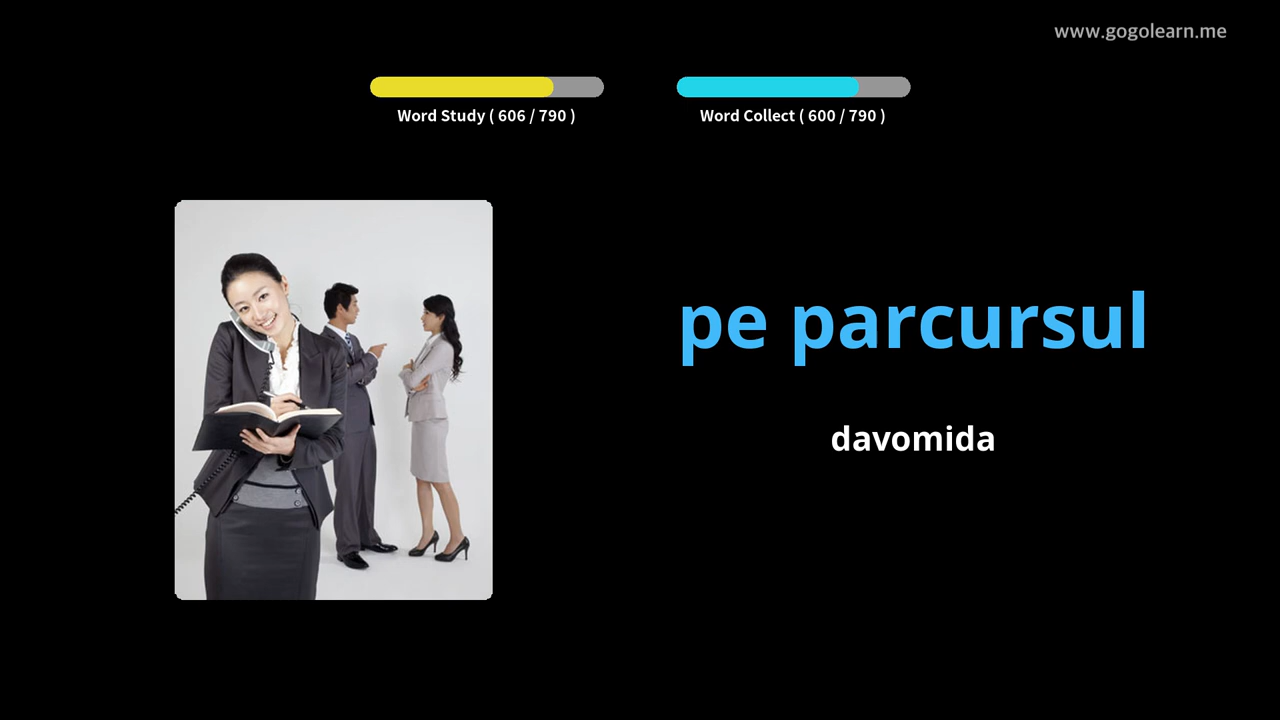 www.gogolearn.me
Word Study ( 606 / 790 )
Word Collect ( 600 / 790 )
pe parcursul
davomida